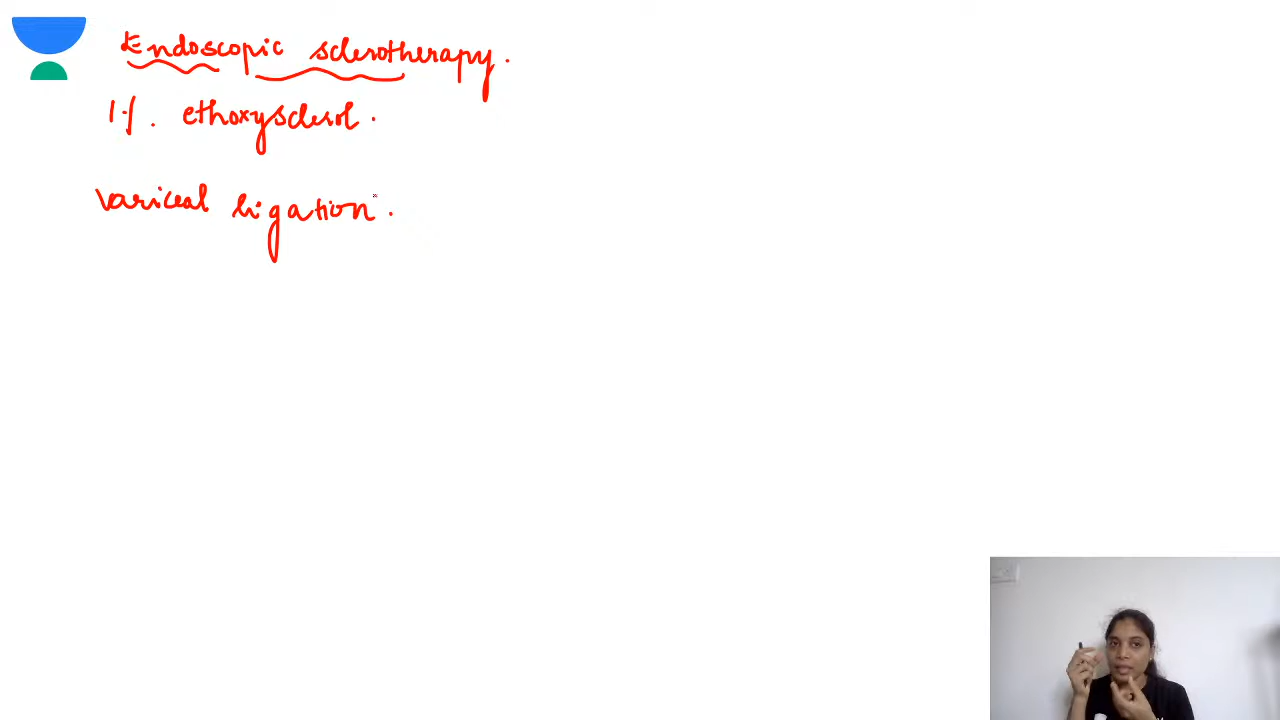 Endoscopic sclerotherapy.
1%. ethoxysclerol.
Variceal ligation.